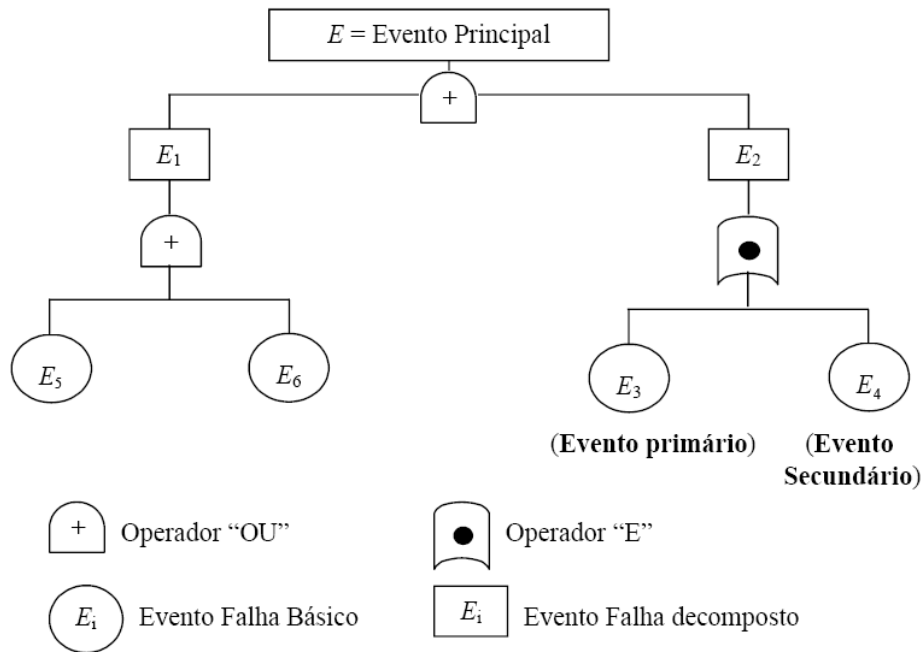 E = Evento Principal
+
E1
E2
+
E5
E6
E3
E4
(Evento primário)
(Evento
Secundário)
+
Operador “OU”
Operador “E”
Ei
Evento Falha Básico
Ei
Evento Falha decomposto